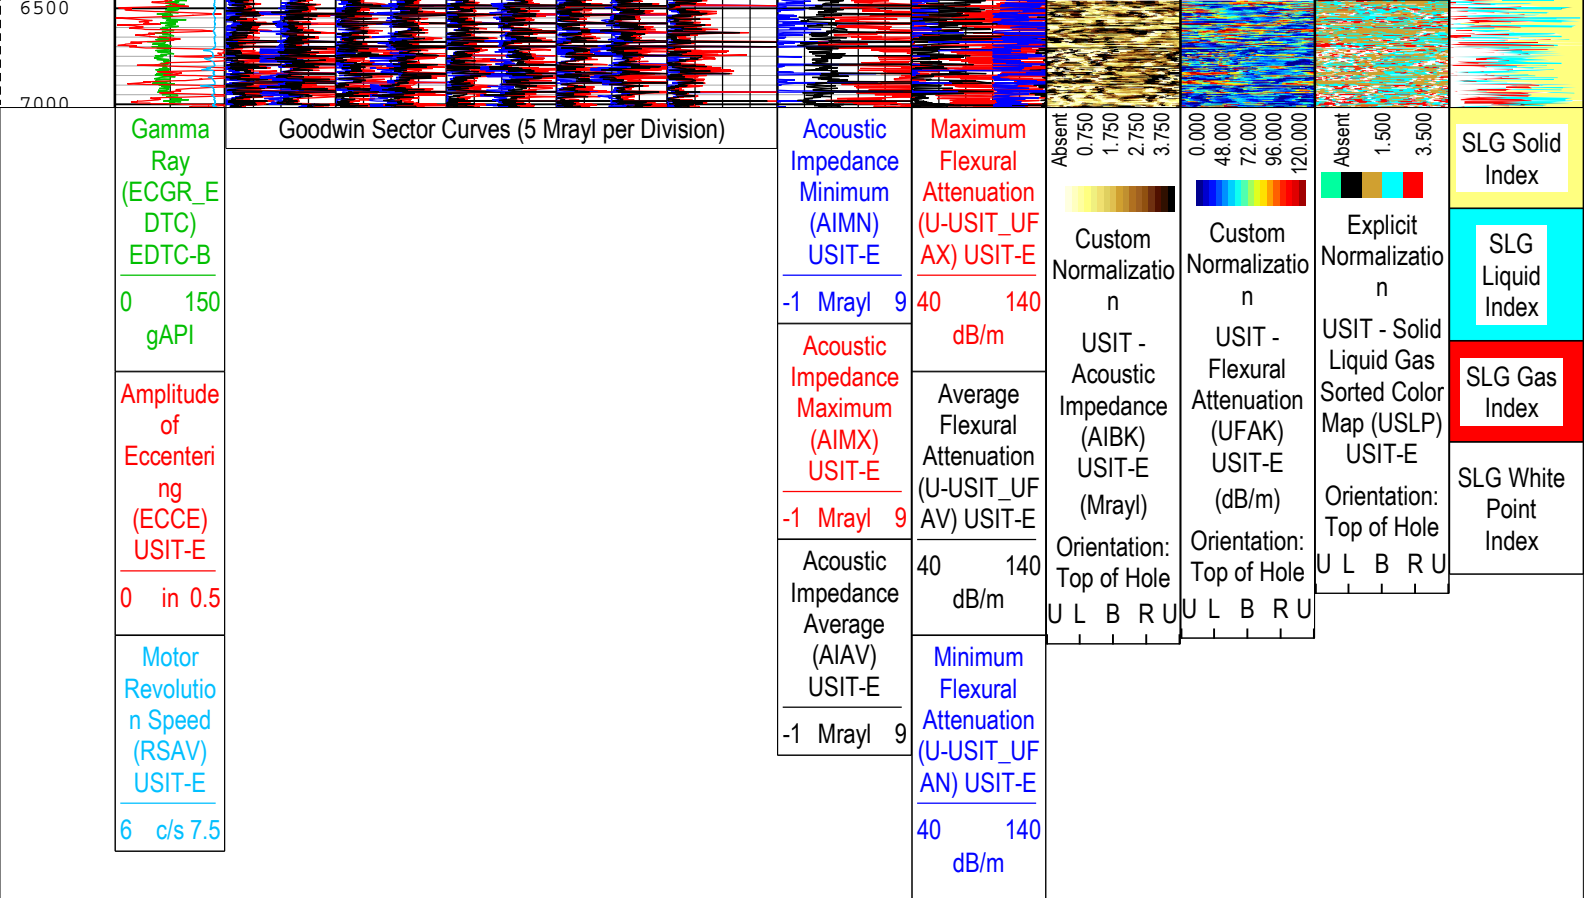 6500
7000
Gamma
Ray
(ECGR_E
DTC)
EDTC-B
0 150
gAPI
Amplitude
of
Eccenteri
ng
(ECCE)
USIT-E
0 in 0.5
Motor
Revolutio
n Speed
(RSAV)
USIT-E
6 c/s 7.5
Goodwin Sector Curves (5 Mrayl per Division)
Acoustic
Impedance
Minimum
(AIMN)
USIT-E
-1 Mrayl 9
Acoustic
Impedance
Maximum
(AIMX)
USIT-E
-1 Mrayl 9
Acoustic
Impedance
Average
(AIAV)
USIT-E
-1 Mrayl 9
Maximum
Flexural
Attenuation
(U-USIT_UF
AX) USIT-E
40 140
dB/m
Average
Flexural
Attenuation
(U-USIT_UF
AV) USIT-E
40 140
dB/m
Minimum
Flexural
Attenuation
(U-USIT_UF
AN) USIT-E
40 140
dB/m
Absent
0.750
1.750
2.750
3.750
Custom
Normalizatio
n
USIT -
Acoustic
Impedance
(AIBK)
USIT-E
(Mrayl)
Orientation:
Top of Hole
U L B R U
0.000
48.000
72.000
96.000
120.000
Custom
Normalizatio
n
USIT -
Flexural
Attenuation
(UFAK)
USIT-E
(dB/m)
Orientation:
Top of Hole
U L B R U
Absent
1.500
3.500
Explicit
Normalizatio
n
USIT - Solid
Liquid Gas
Sorted Color
Map (USLP)
USIT-E
Orientation:
Top of Hole
U L B R U
SLG Solid
Index
SLG
Liquid
Index
SLG Gas
Index
SLG White
Point
Index